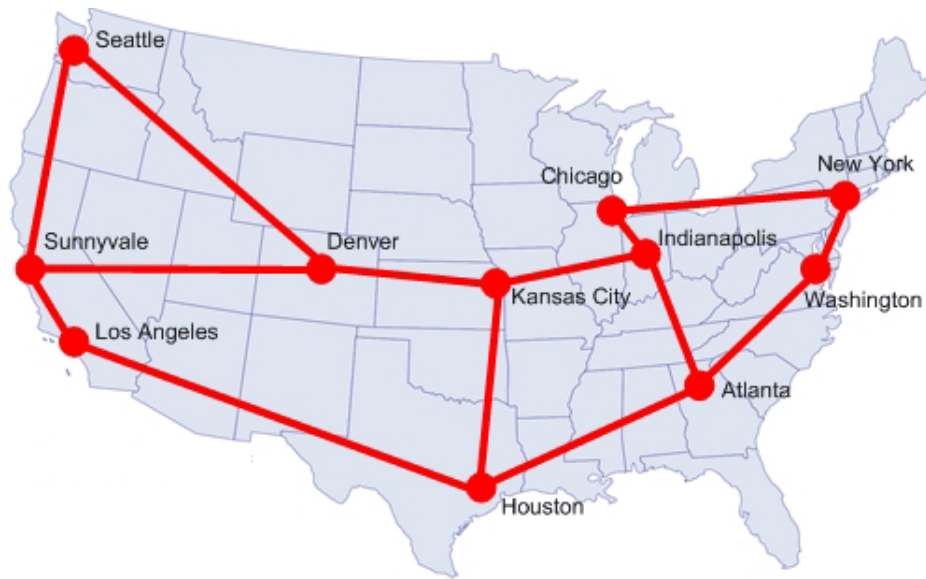 Seattle
New York
Chicago
Sunnyvale
Denver
Indianapolis
Kansas City
Washington
Los Angeles
Atlanta
Houston